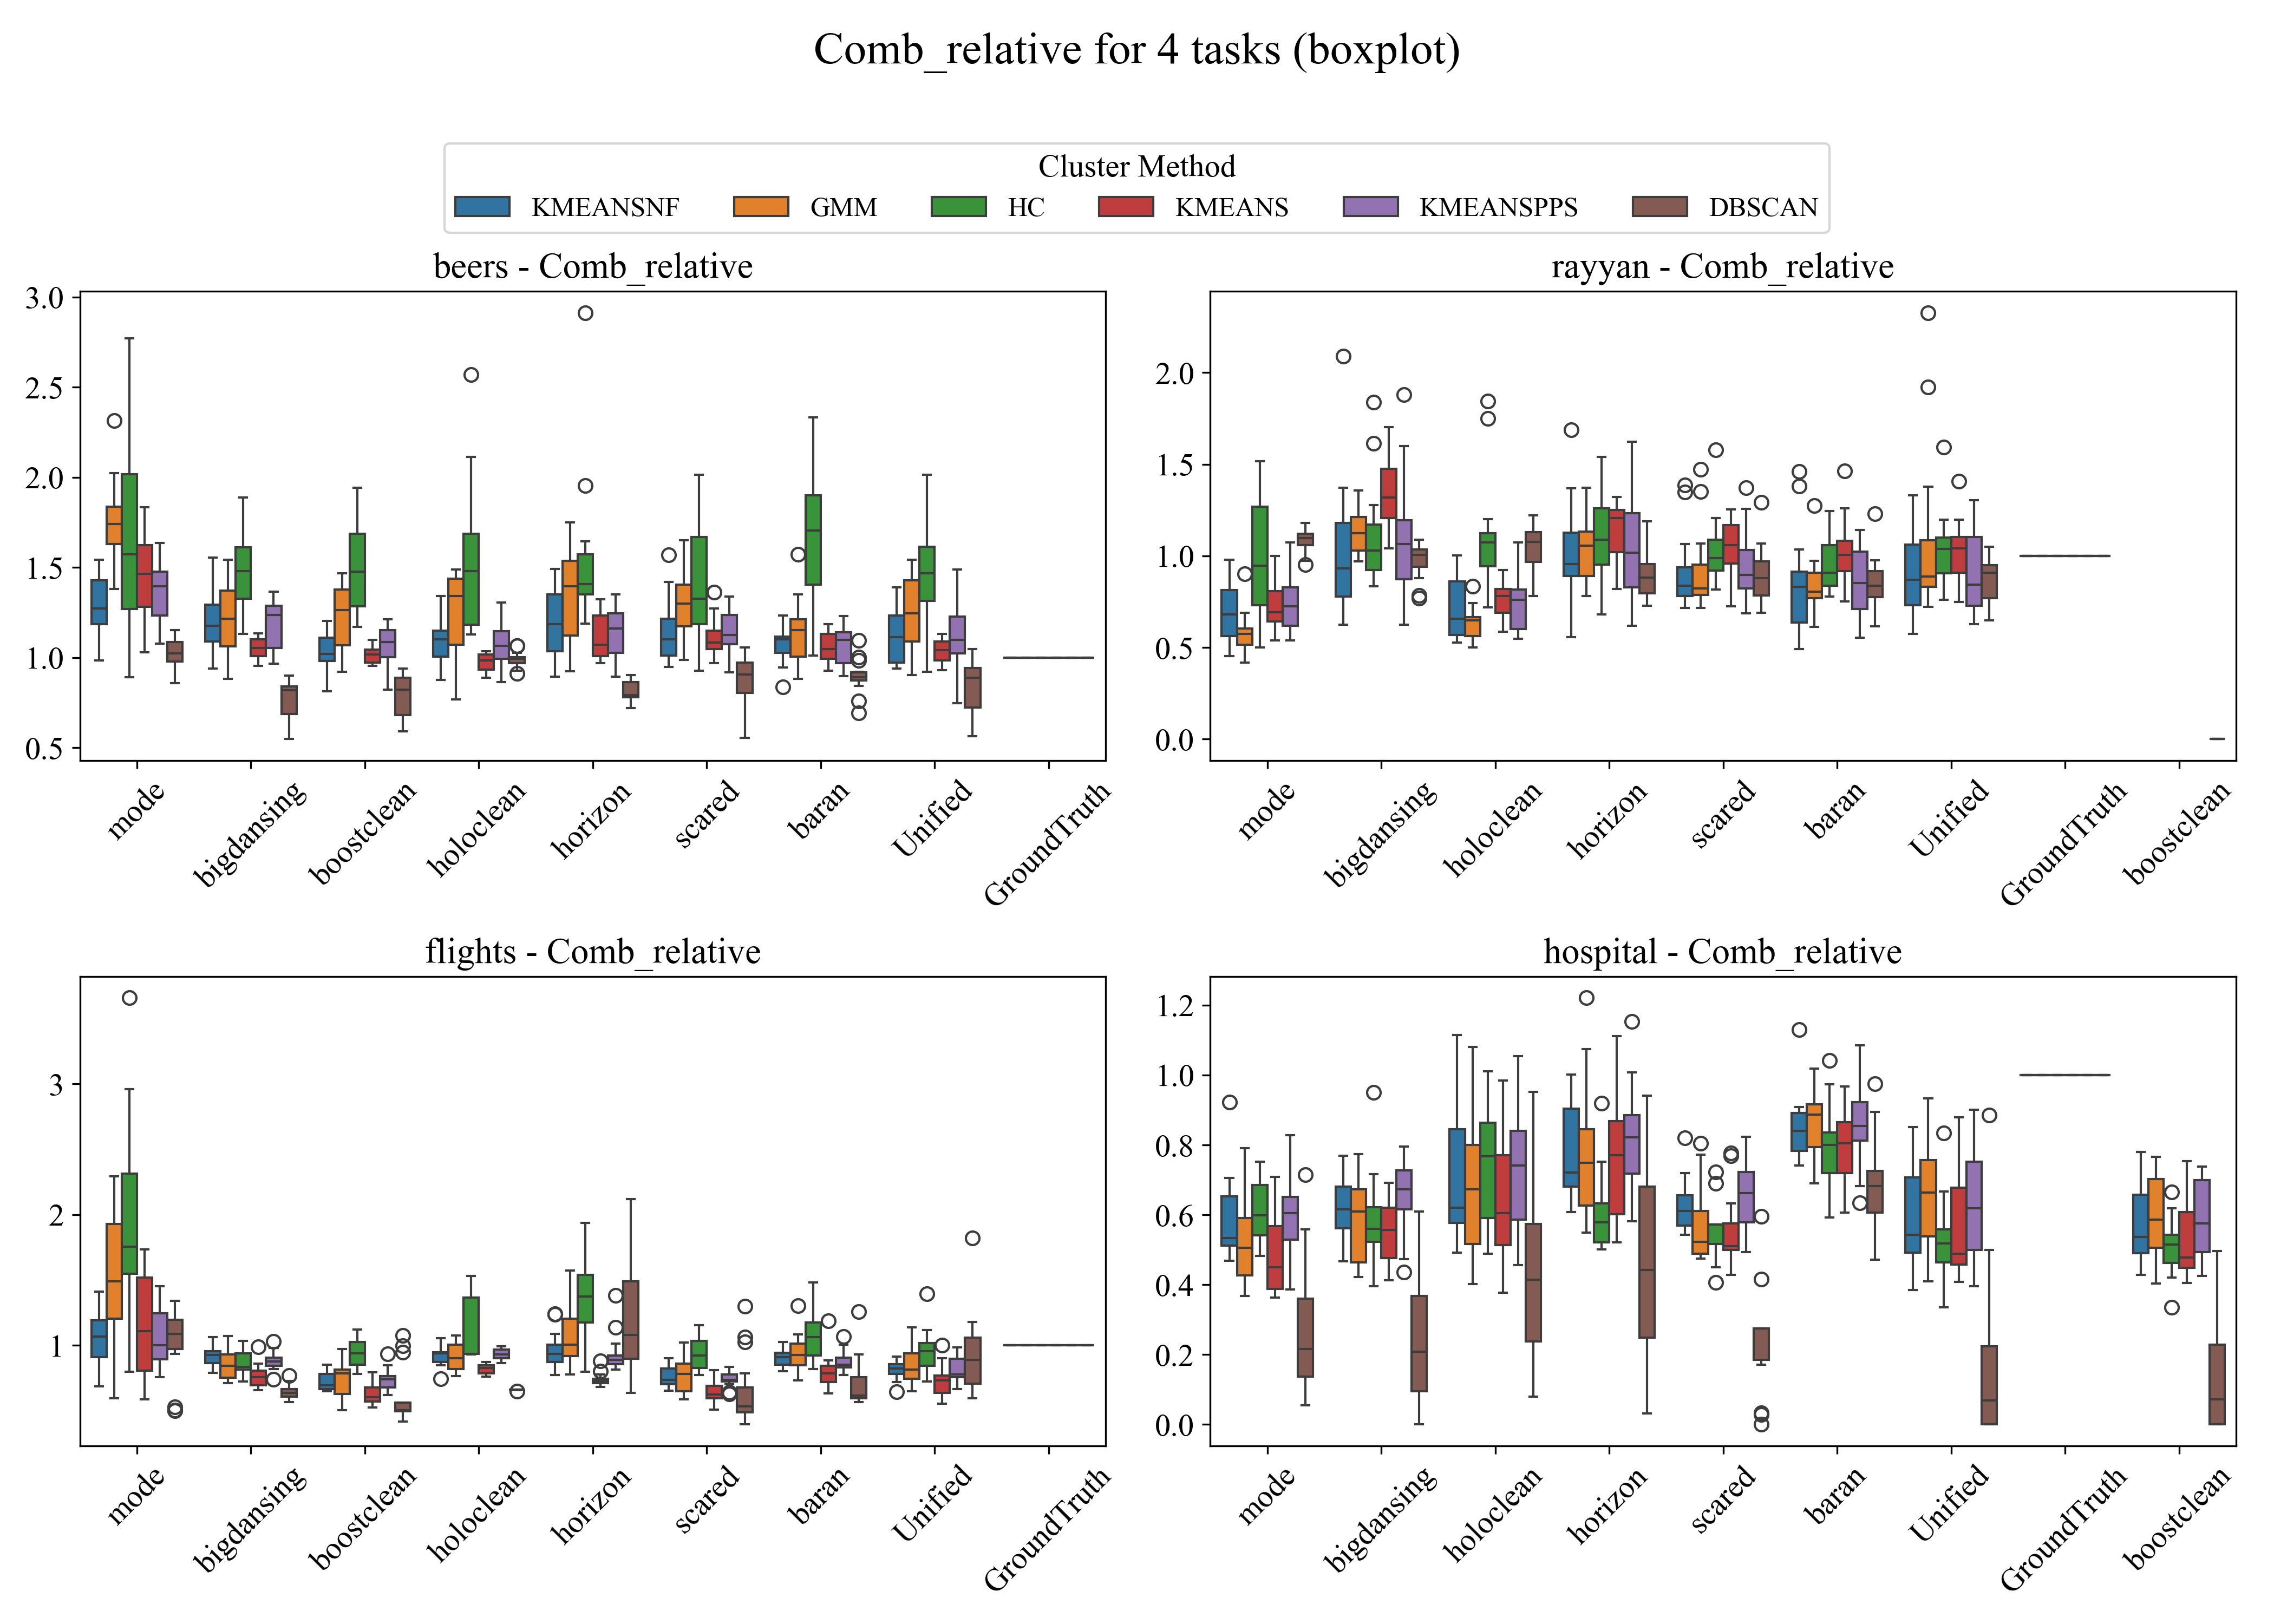 Comb_relative for 4 tasks (boxplot)
Cluster Method
KMEANSNF GMM HC KMEANS KMEANSPPS DBSCAN
beers - Comb_relative
3.0
2.5
2.0
1.5
1.0
0.5
mode bigdansing boostclean holoclean horizon scared baran Unified GroundTruth
rayyan - Comb_relative
2.0
1.5
1.0
0.5
0.0
mode bigdansing holoclean horizon scared baran Unified GroundTruth boostclean
flights - Comb_relative
3
2
1
mode bigdansing boostclean holoclean horizon scared baran Unified GroundTruth
hospital - Comb_relative
1.2
1.0
0.8
0.6
0.4
0.2
0.0
mode bigdansing holoclean horizon scared baran Unified GroundTruth boostclean